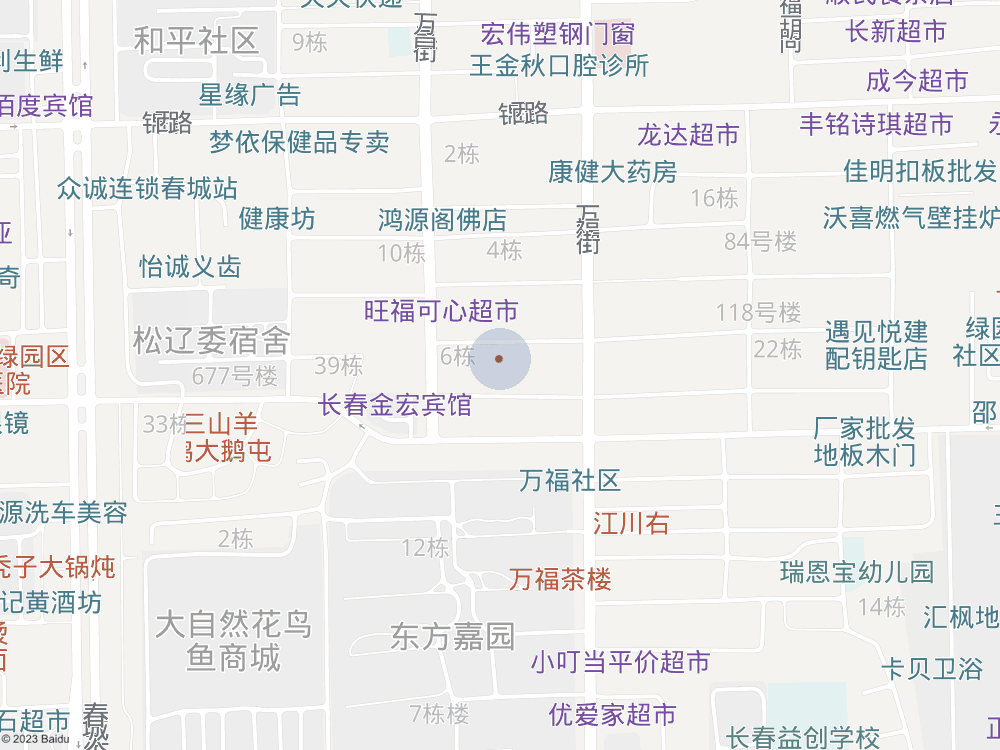 和平社区
9栋
宏伟塑钢门窗
长新超市
王金秋口腔诊所
成今超市
星缘广告
百度宾馆
龙达超市
丰铭诗琪超市
梦依保健品专卖
2栋
康健大药房
佳明扣板批发
众诚连锁春城站
16栋
健康坊
鸿源阁佛店
沃喜燃气壁挂炉
10栋
4栋
84号楼
怡诚义齿
旺福可心超市
118号楼
松辽委宿舍
遇见悦建
配钥匙店
绿园区
医院
677号楼
39栋
6栋
22栋
社区
长春金宏宾馆
邵
33栋
三山羊
大鹅屯
厂家批发
地板木门
万福社区
源洗车美容
江川右
2栋
12栋
秃子大锅炖
万福茶楼
瑞恩宝幼儿园
记黄酒坊
14栋
大自然花鸟
鱼商城
东方嘉园
汇枫地
小叮当平价超市
卡贝卫浴
石超市
7栋楼
优爱家超市
长春益创学校
© 2023 Baidu